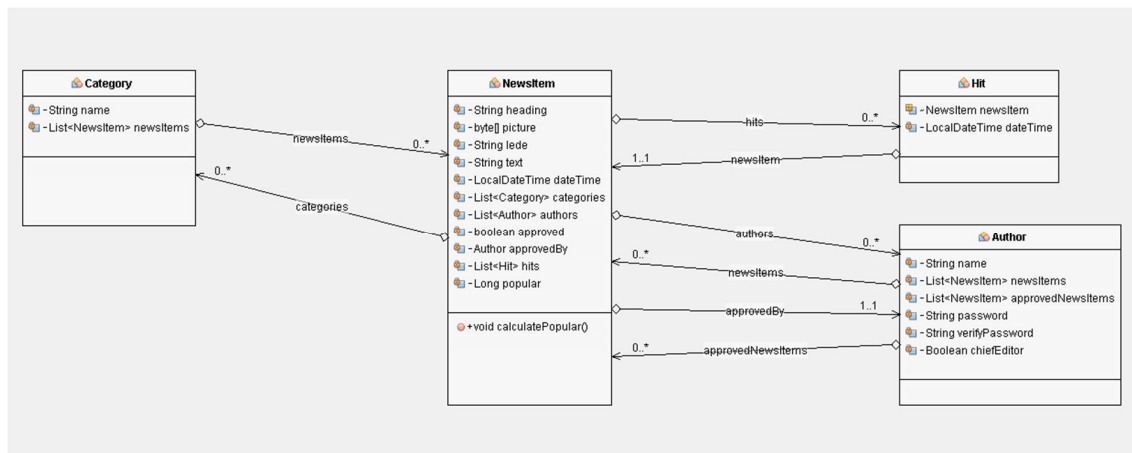 Category
-String name
-List<NewsItem> newsItems
NewsItem
-String heading
-byte[] picture
-String lede
-String text
-LocalDateTime dateTime
-List<Category> categories
-List<Author> authors
-boolean approved
-Author approvedBy
-List<Hit> hits
-Long popular
+void calculatePopular()
Hit
-NewsItem newsItem
-LocalDateTime dateTime
Author
-String name
-List<NewsItem> newsItems
-List<NewsItem> approvedNewsItems
-String password
-String verifyPassword
-Boolean chiefEditor
newsItems
0..*
0..*
categories
hits
0..*
1..1
newsItem
authors
0..*
0..*
newsItems
approvedBy
1..1
0..*
approvedNewsItems